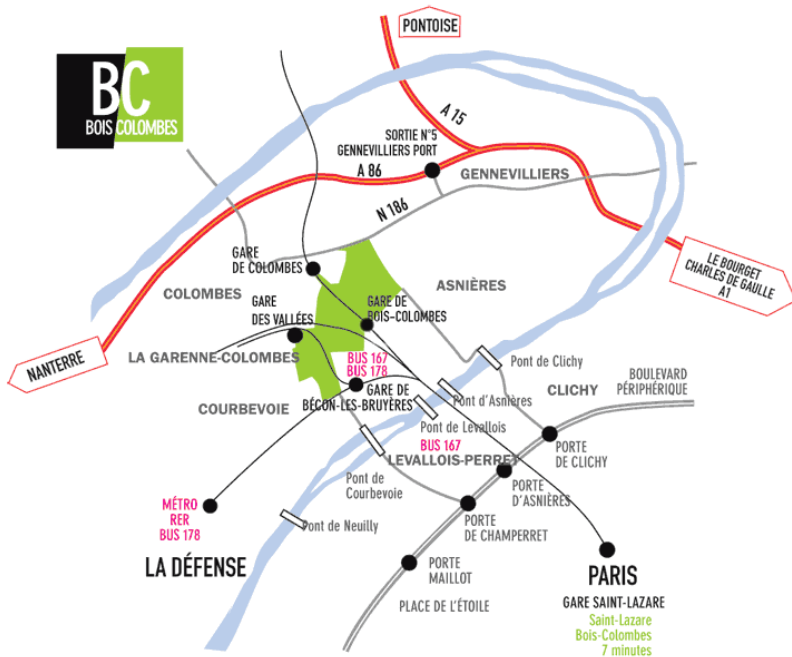 PONTOISE
BC
BOIS COLOMBES
A 15
SORTIE N°5
GENNEVILLIERS PORT
A 86
GENNEVILLIERS
N 186
GARE
DE COLOMBES
LE BOURGET
CHARLES DE GAULLE
A1
COLOMBES
ASNIÈRES
GARE
DES VALLÉES
GARE DE
BOIS-COLOMBES
NANTERRE
LA GARENNE-COLOMBES
BUS 167
BUS 178
Pont de Clichy
BOULEVARD
PÉRIPHÉRIQUE
CLICHY
COURBEVOIE
GARE DE
BÉCON-LES-BRUYÈRES
Pont d'Asnières
Pont de Levallois
BUS 167
LEVALLOIS-PERRET
PORTE
DE CLICHY
Pont de
Courbevoie
PORTE
D'ASNIÈRES
MÉTRO
RER
BUS 178
Pont de Neuilly
PORTE
DE CHAMPERRET
LA DÉFENSE
PORTE
MAILLOT
PLACE DE L'ÉTOILE
PARIS
GARE SAINT-LAZARE
Saint-Lazare
Bois-Colombes
7 minutes